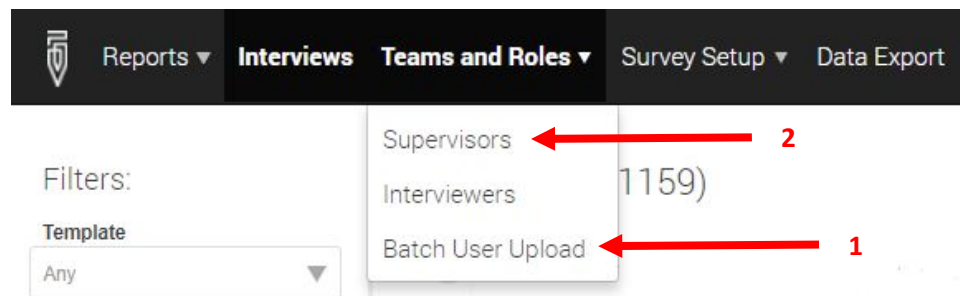 Reports ▾ Interviews Teams and Roles ▾ Survey Setup ▾ Data Export
Supervisors 2
Filters: 1159)
Interviewers
Template
Batch User Upload 1
Any